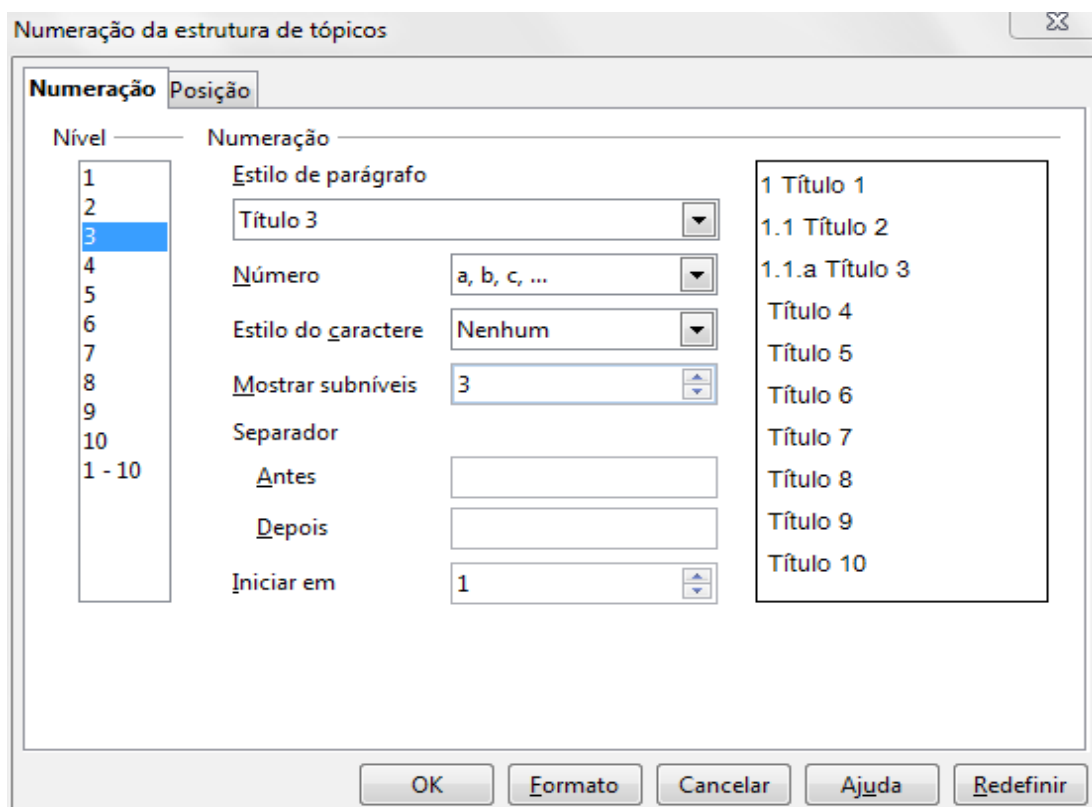 Numeração da estrutura de tópicos
Numeração Posição
Nível
1
2
3
4
5
6
7
8
9
10
1 - 10
Numeração
Estilo de parágrafo
Título 3
Número a, b, c, ...
Estilo do caractere Nenhum
Mostrar subníveis 3
Separador
Antes
Depois
Iniciar em 1
1 Título 1
1.1 Título 2
1.1.a Título 3
Título 4
Título 5
Título 6
Título 7
Título 8
Título 9
Título 10
OK Formato Cancelar Ajuda Redefinir